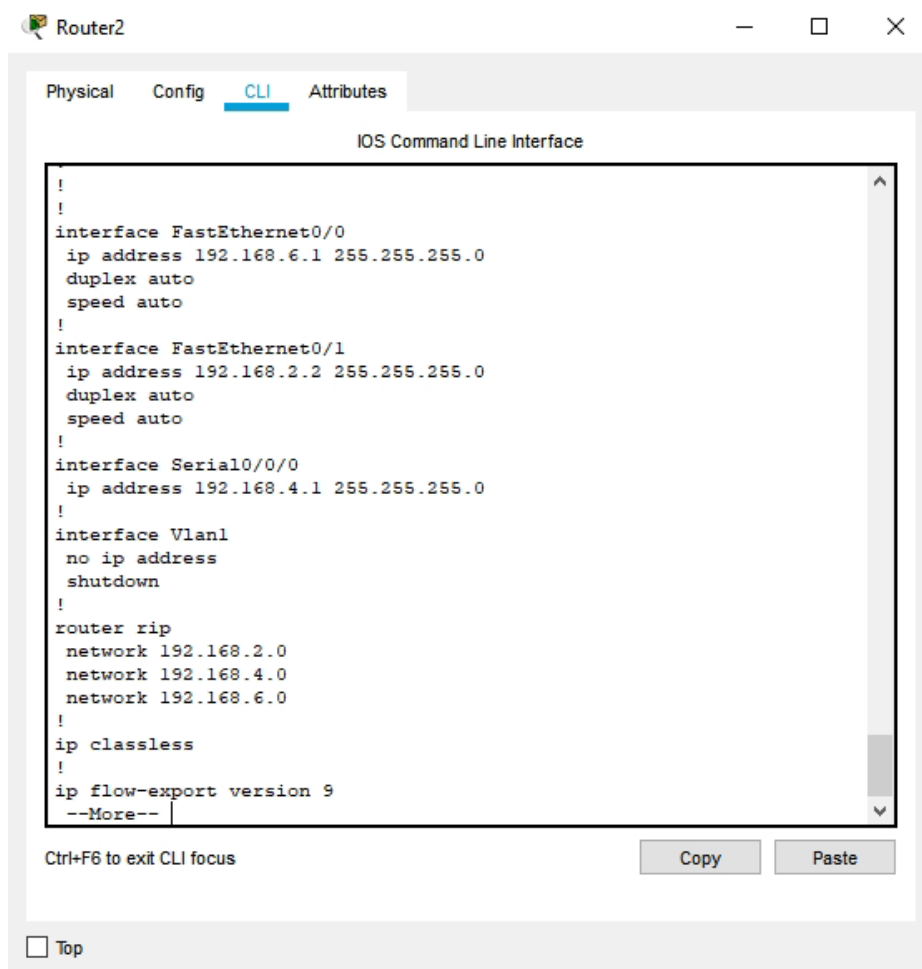 Router2
Physical Config CLI Attributes
IOS Command Line Interface
!
!
interface FastEthernet0/0
ip address 192.168.6.1 255.255.255.0
duplex auto
speed auto
!
interface FastEthernet0/1
ip address 192.168.2.2 255.255.255.0
duplex auto
speed auto
!
interface Serial0/0/0
ip address 192.168.4.1 255.255.255.0
!
interface Vlan1
no ip address
shutdown
!
router rip
network 192.168.2.0
network 192.168.4.0
network 192.168.6.0
!
ip classless
!
ip flow-export version 9
--More--
Ctrl+F6 to exit CLI focus
Copy Paste
Top